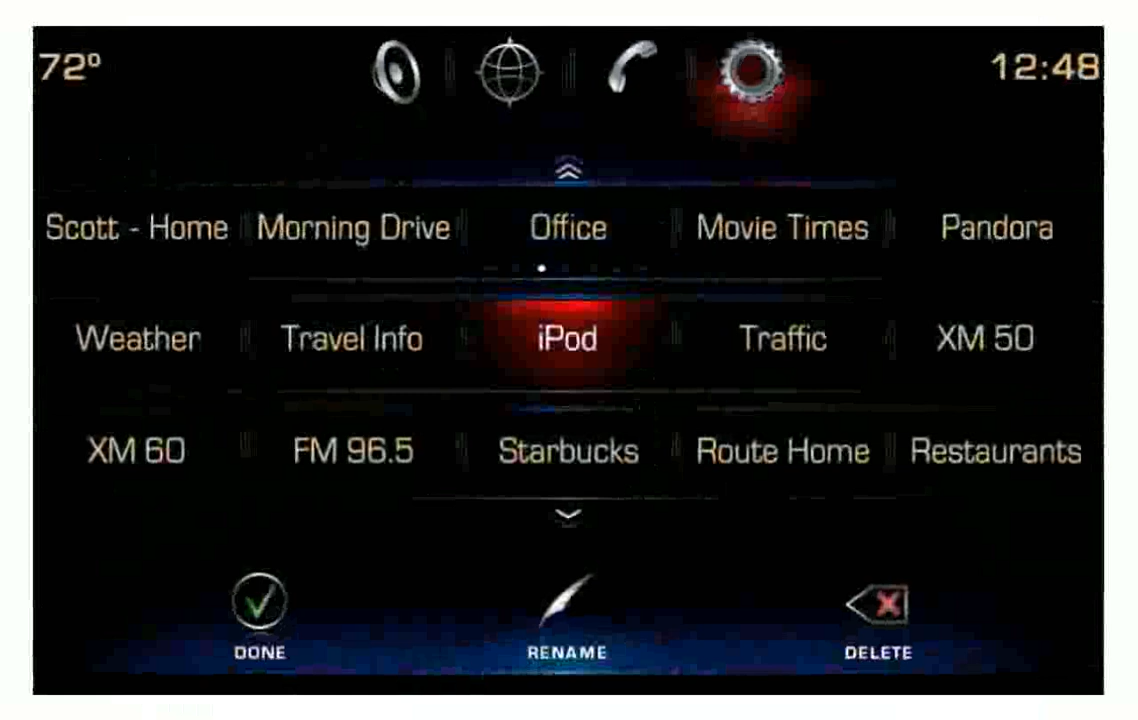 72° 12:48
Scott - Home Morning Drive Office Movie Times Pandora
Weather Travel Info iPod Traffic XM 50
XM 60 FM 96.5 Starbucks Route Home Restaurants
DONE RENAME DELETE